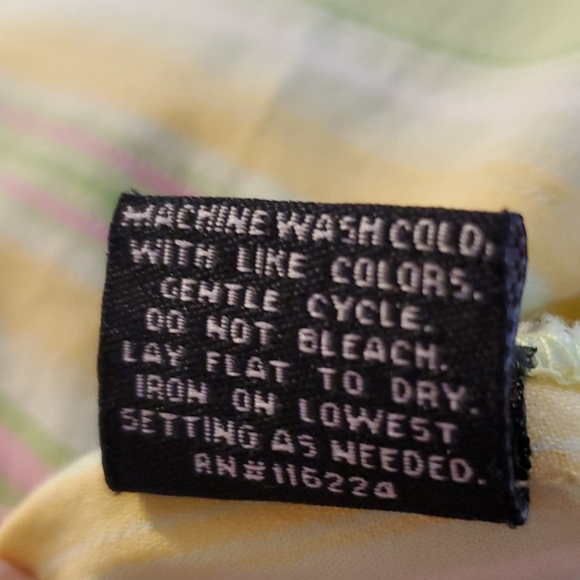 MACHINE WASH COLD,
WITH LIKE COLORS.
GENTLE CYCLE.
DO NOT BLEACH.
LAY FLAT TO DRY.
IRON ON LOWEST
SETTING AS NEEDED.
RN#116224